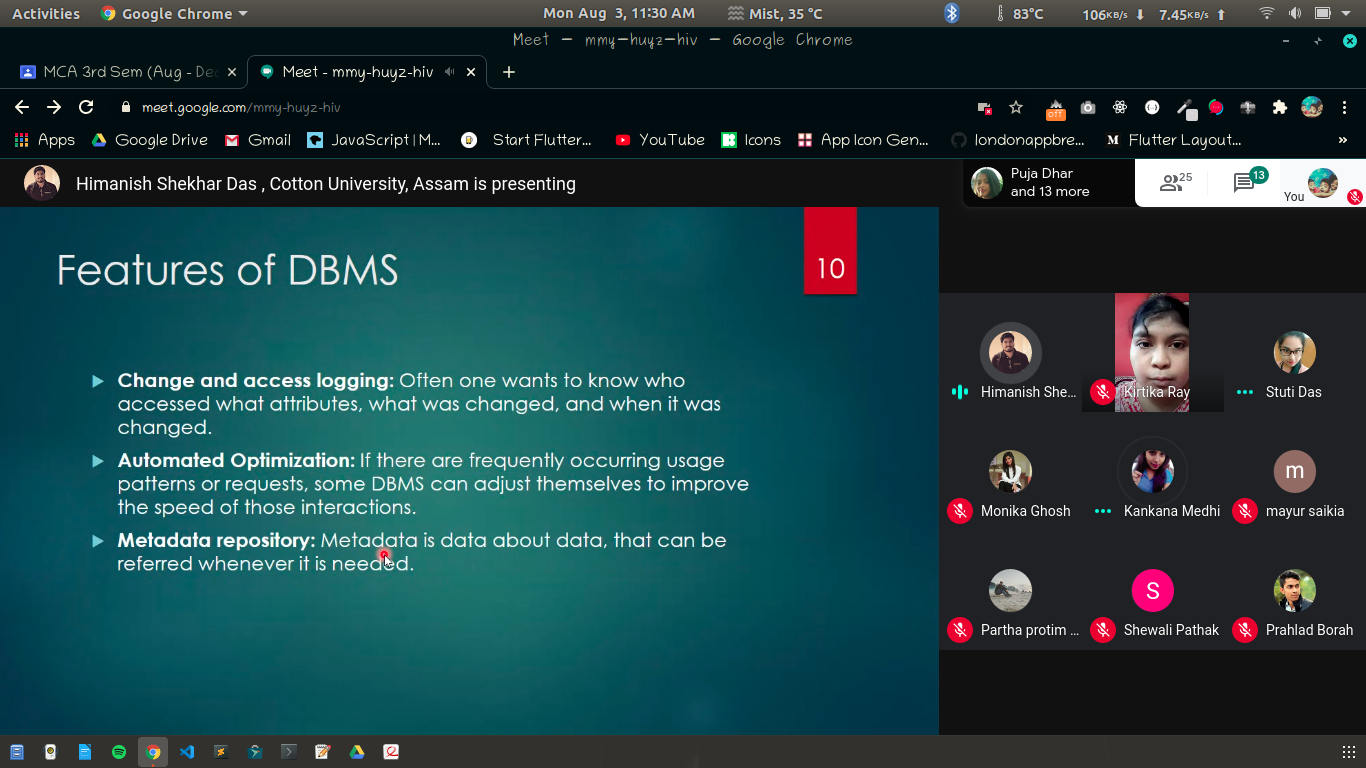 Activities
Google Chrome
Mon Aug 3, 11:30 AM
Mist, 35 °C
83°C
106KB/s
7.45KB/s
Meet - mmy-huyz-hiv - Google Chrome
MCA 3rd Sem (Aug - Dec
Meet - mmy-huyz-hiv
meet.google.com/mmy-huyz-hiv
off
Apps
Google Drive
Gmail
JavaScript | M...
Start Flutter...
YouTube
Icons
App Icon Gen...
londonappbre...
M
Flutter Layout...
»
Himanish Shekhar Das , Cotton University, Assam is presenting
Puja Dhar
and 13 more
25
13
You
Features of DBMS
10
Change and access logging: Often one wants to know who
accessed what attributes, what was changed, and when it was
changed.
Automated Optimization: If there are frequently occurring usage
patterns or requests, some DBMS can adjust themselves to improve
the speed of those interactions.
Metadata repository: Metadata is data about data, that can be
referred whenever it is needed.
Himanish She...
Kirtika Ray
Stuti Das
Monika Ghosh
Kankana Medhi
m
mayur saikia
Partha protim ...
S
Shewali Pathak
Prahlad Borah